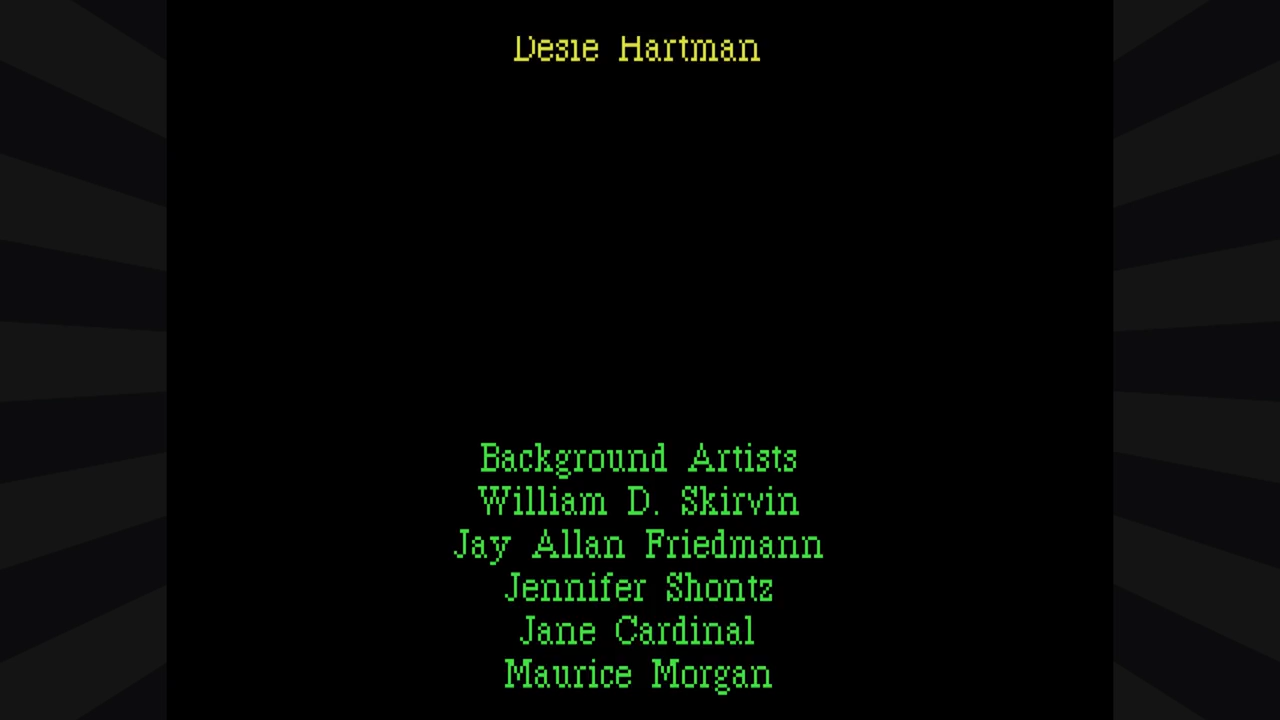 Desie Hartman
Background Artists
William D. Skirvin
Jay Allan Friedmann
Jennifer Shontz
Jane Cardinal
Maurice Morgan